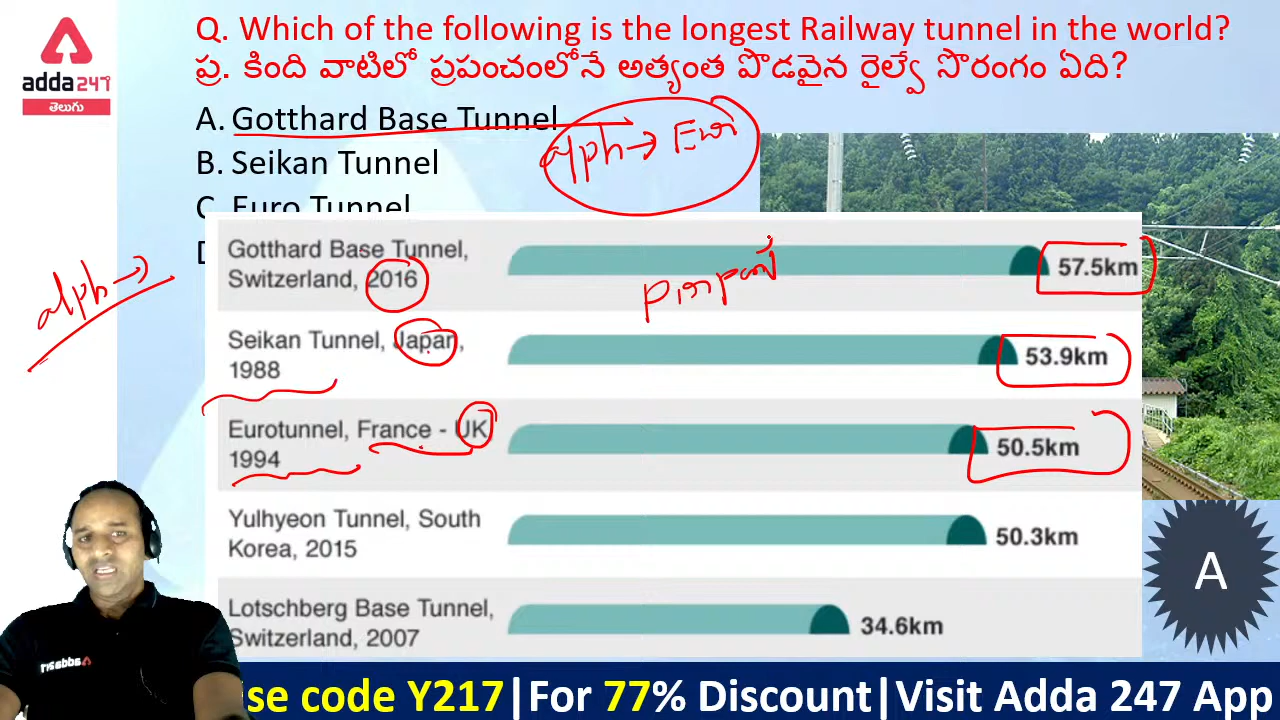 Q. Which of the following is the longest Railway tunnel in the world?
ప్ర. కింది వాటిలో ప్రపంచంలోనే అత్యంత పొడవైన రైల్వే సొరంగం ఏది?
adda247
తెలుగు
A. Gotthard Base Tunnel
B. Seikan Tunnel
C. Euro Tunnel
alph→
alph→
Gotthard Base Tunnel,
Switzerland, 2016
57.5km
Seikan Tunnel, Japan,
1988
53.9km
Eurotunnel, France - UK
1994
50.5km
Yulhyeon Tunnel, South
Korea, 2015
50.3km
Lotschberg Base Tunnel,
Switzerland, 2007
34.6km
A
se code Y217|For 77% Discount|Visit Adda 247 App